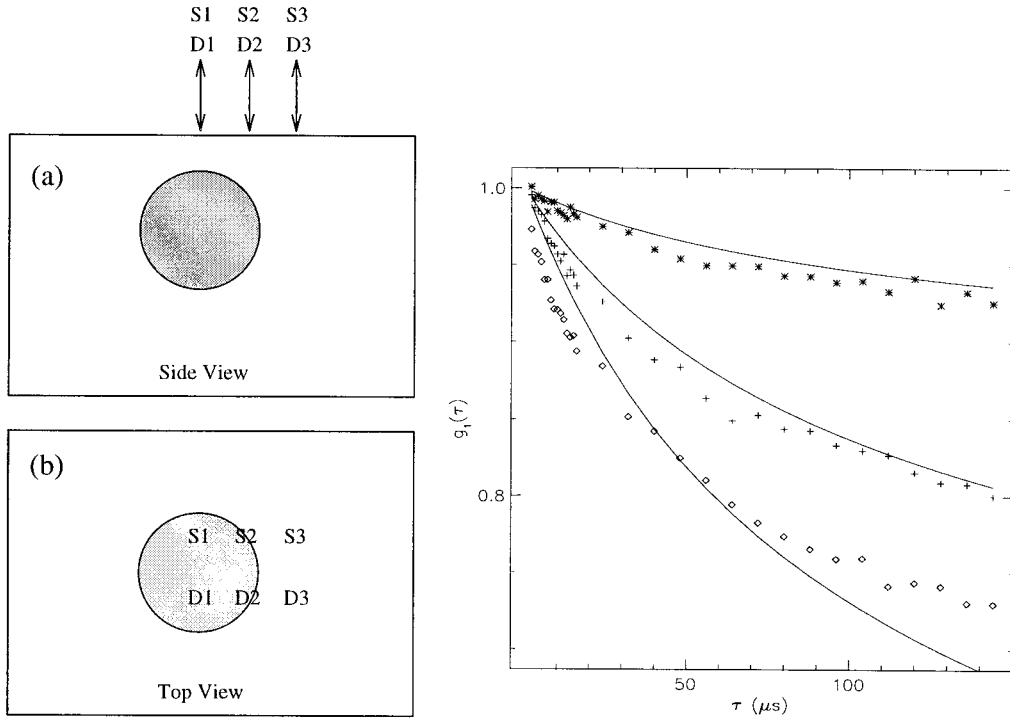 S1 S2 S3
D1 D2 D3
(a)
Side View
(b)
S1 S2 S3
D1 D2 D3
Top View
1.0
0.8
g₁(τ)
50 100
τ (μs)